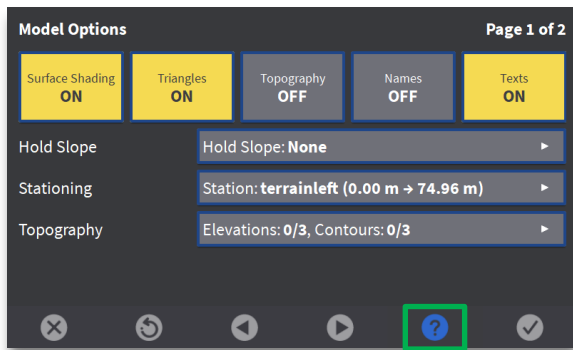 Model Options Page 1 of 2
Surface Shading Triangles Topography Names Texts
ON ON OFF OFF ON
Hold Slope Hold Slope: None ▸
Stationing Station: terrainleft (0.00 m → 74.96 m) ▸
Topography Elevations: 0/3, Contours: 0/3 ▸
?